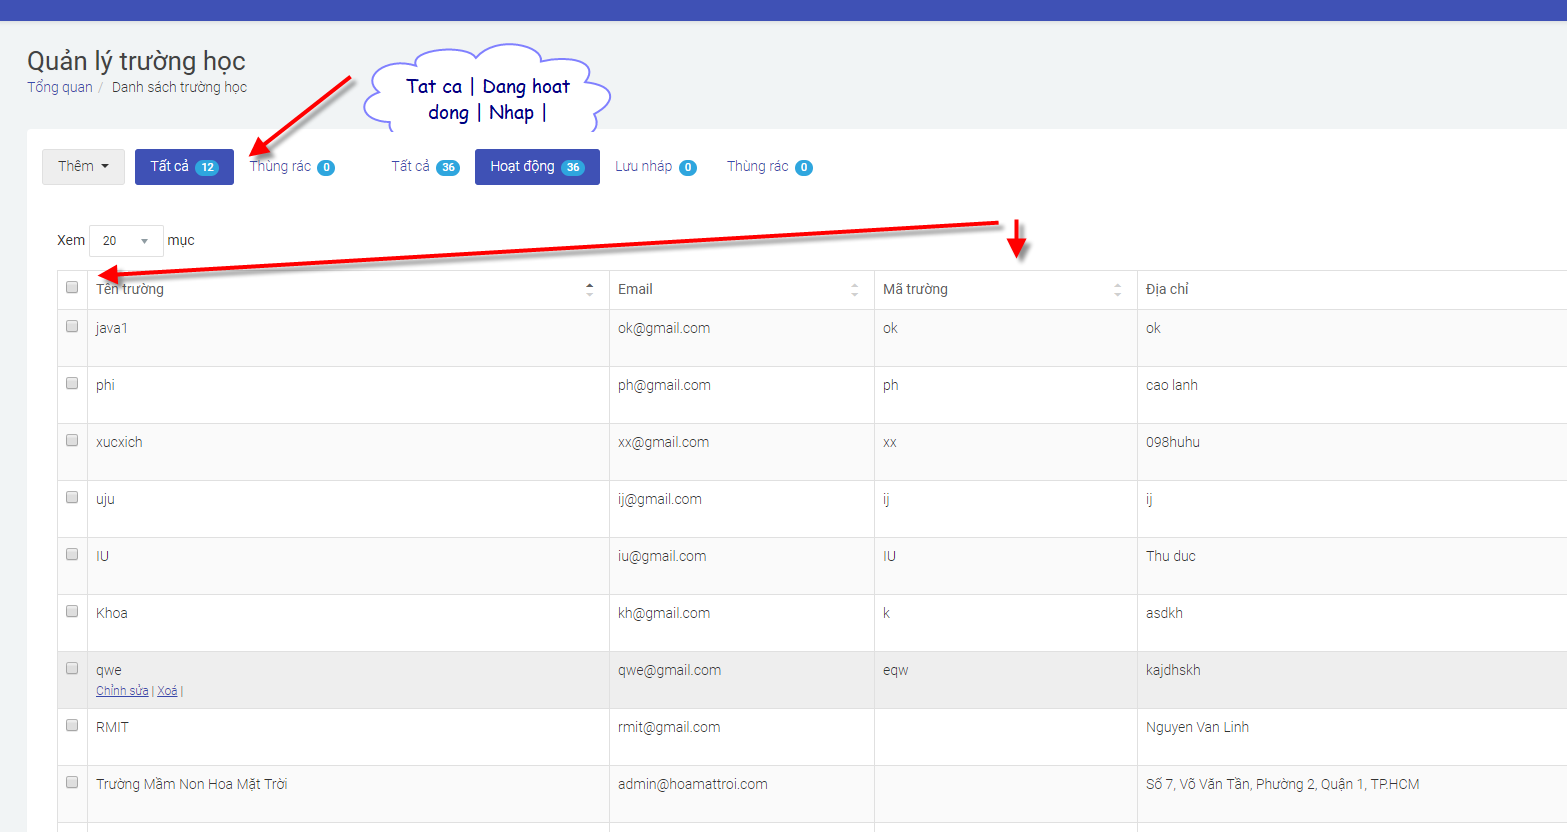 Quản lý trường học
Tổng quan / Danh sách trường học
Tat ca | Dang hoat
dong | Nhap |
Thêm Tất cả 12 Thùng rác 0 Tất cả 36 Hoạt động 36 Lưu nháp 0 Thùng rác 0
Xem 20 mục
Tên trường Email Mã trường Địa chỉ
java1 ok@gmail.com ok ok
phi ph@gmail.com ph cao lanh
xucxich xx@gmail.com xx 098huhu
uju ij@gmail.com ij ij
IU iu@gmail.com IU Thu duc
Khoa kh@gmail.com k asdkh
qwe qwe@gmail.com eqw kajdhskh
Chỉnh sửa | Xoá |
RMIT rmit@gmail.com Nguyen Van Linh
Trường Mầm Non Hoa Mặt Trời admin@hoamattroi.com Số 7, Võ Văn Tần, Phường 2, Quận 1, TP.HCM